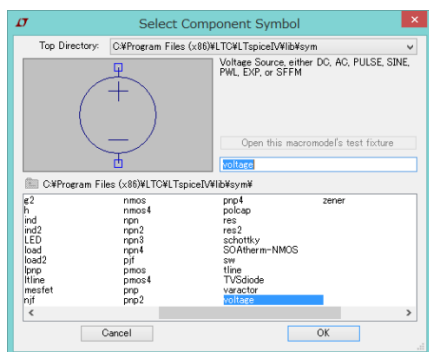 Select Component Symbol
Top Directory: C:¥Program Files (x86)¥LTC¥LTspiceIV¥lib¥sym
Voltage Source, either DC, AC, PULSE, SINE,
PWL, EXP, or SFFM
Open this macromodel's test fixture
voltage
C:¥Program Files (x86)¥LTC¥LTspiceIV¥lib¥sym¥
g2 nmos pnp4 zener
h nmos4 polcap
ind npn res
ind2 npn2 res2
LED npn3 schottky
load npn4 SOAtherm-NMOS
load2 pjf sw
lpnp pmos tline
ltline pmos4 TVSdiode
mesfet pnp varactor
njf pnp2 voltage
Cancel OK